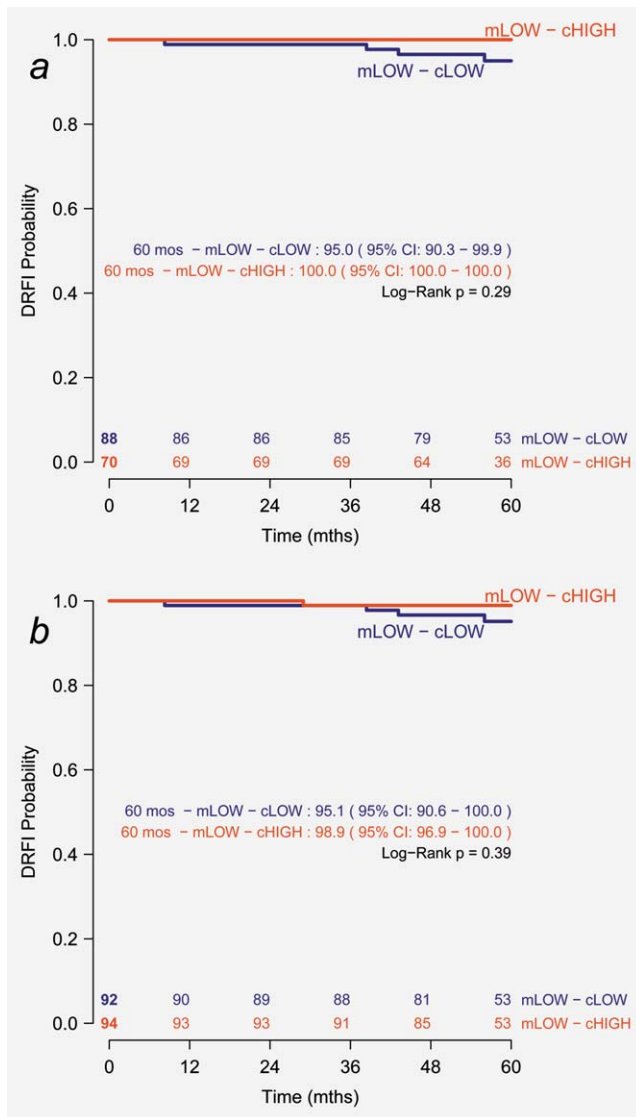 mLOW – cHIGH
a
1.0
mLOW – cLOW
0.8
0.6
60 mos – mLOW – cLOW : 95.0 ( 95% CI: 90.3 – 99.9 )
60 mos – mLOW – cHIGH : 100.0 ( 95% CI: 100.0 – 100.0 )
Log–Rank p = 0.29
0.4
0.2
88 86 86 85 79 53 mLOW – cLOW
0.0 70 69 69 69 64 36 mLOW – cHIGH
DRFI Probability
0 12 24 36 48 60
Time (mths)
mLOW – cHIGH
b
1.0
mLOW – cLOW
0.8
0.6
60 mos – mLOW – cLOW : 95.1 ( 95% CI: 90.6 – 100.0 )
60 mos – mLOW – cHIGH : 98.9 ( 95% CI: 96.9 – 100.0 )
Log–Rank p = 0.39
0.4
0.2
92 90 89 88 81 53 mLOW – cLOW
0.0 94 93 93 91 85 53 mLOW – cHIGH
DRFI Probability
0 12 24 36 48 60
Time (mths)